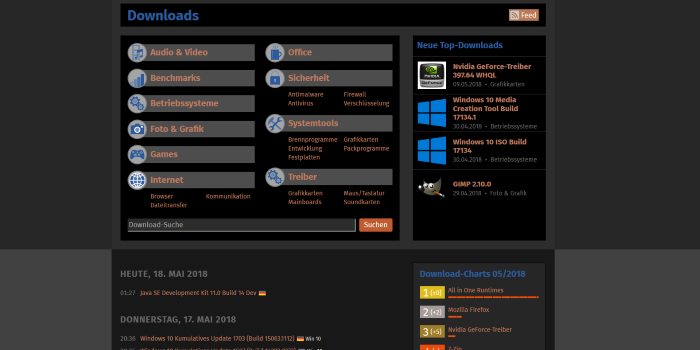 Downloads
Feed
Audio & Video
Benchmarks
Betriebssysteme
Foto & Grafik
Games
Internet
Browser
Kommunikation
Dateitransfer
Office
Sicherheit
Antimalware
Firewall
Antivirus
Verschlüsselung
Systemtools
Brennprogramme
Grafikkarten
Entwicklung
Packprogramme
Festplatten
Treiber
Grafikkarten
Maus/Tastatur
Mainboards
Soundkarten
Download-Suche
Suchen
Neue Top-Downloads
Nvidia GeForce-Treiber
397.64 WHQL
09.05.2018 • Grafikkarten
Windows 10 Media
Creation Tool Build
17134.1
30.04.2018 • Betriebssysteme
Windows 10 ISO Build
17134
30.04.2018 • Betriebssysteme
GIMP 2.10.0
29.04.2018 • Foto & Grafik
HEUTE, 18. MAI 2018
01:27 Java SE Development Kit 11.0 Build 14 Dev
DONNERSTAG, 17. MAI 2018
20:36 Windows 10 Kumulatives Update 1703 (Build 15063.1112) Win 10
Download-Charts 05/2018
1 (±0) All in One Runtimes
2 (+2) Mozilla Firefox
3 (+5) Nvidia GeForce-Treiber
7-Zip